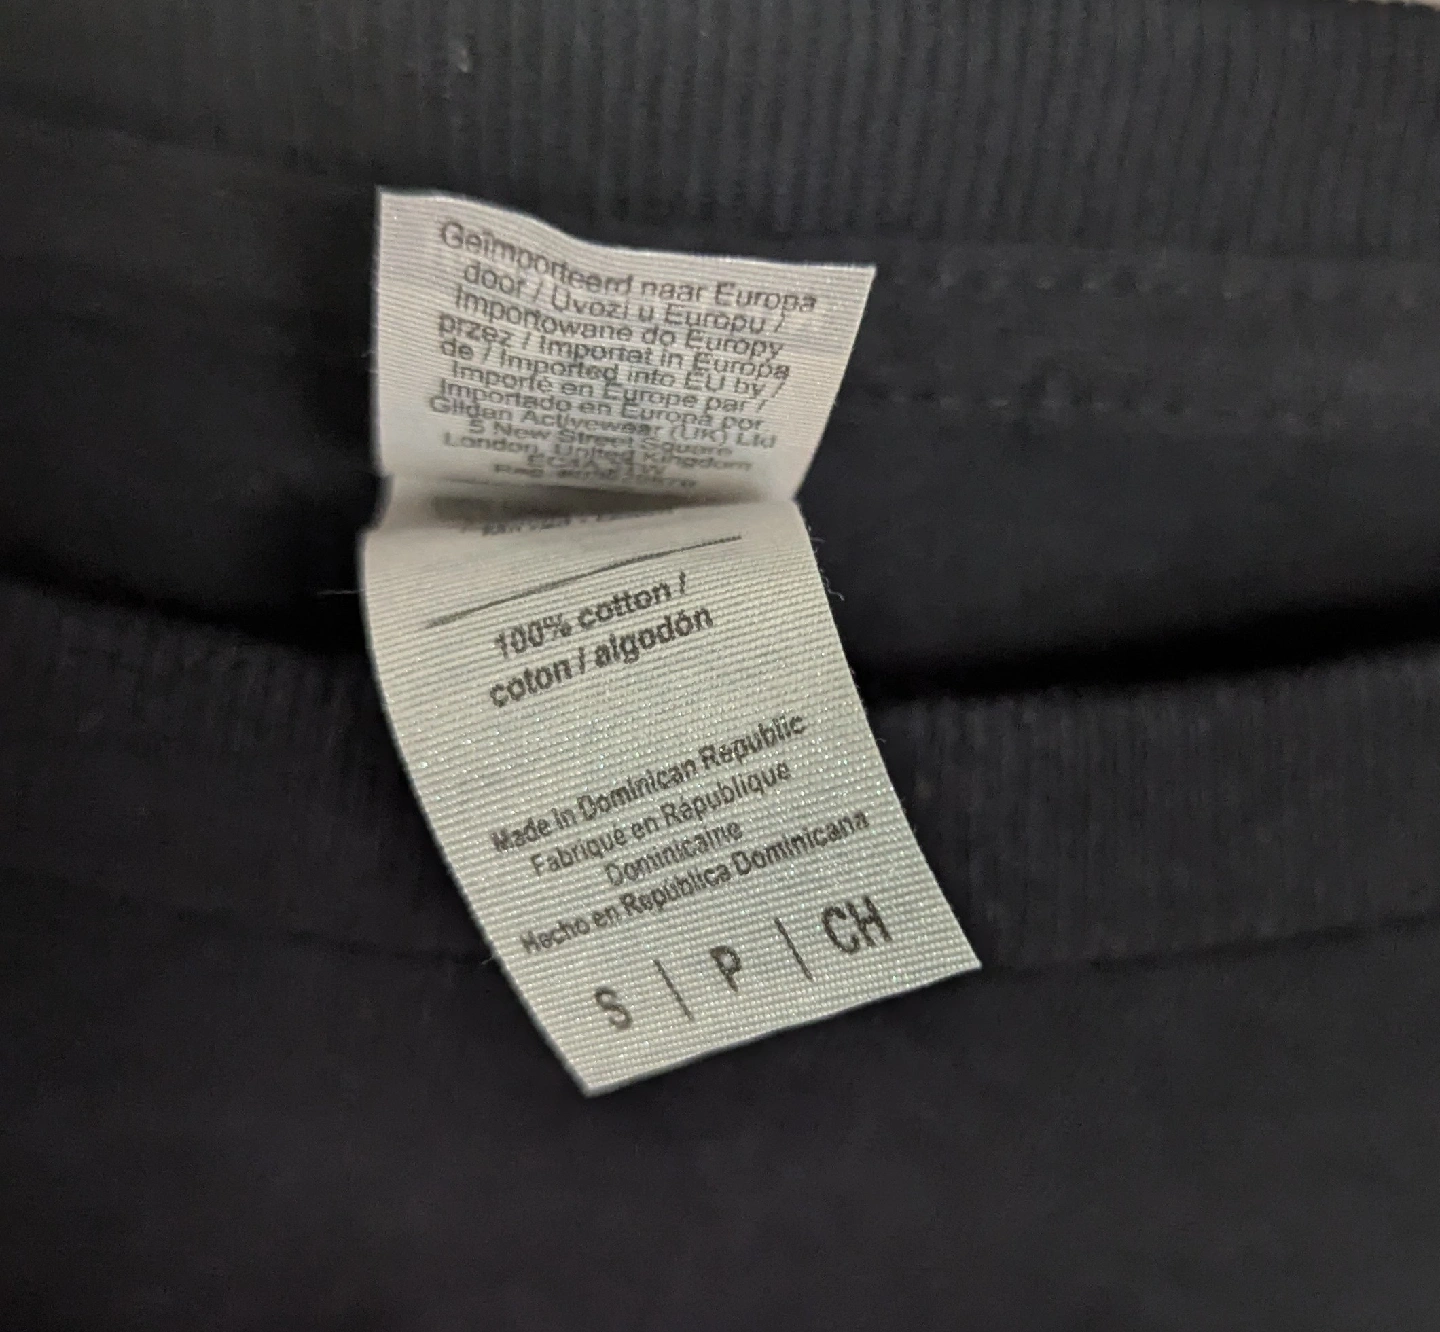 Geïmporteerd naar Europa
door / Uvozi u Europu /
Importowane do Europy
przez / Importat in Europa
de / Imported into EU by /
Importé en Europe par /
Importado en Europa por
Gildan Activewear (UK) Ltd
5 New Street Square
London, United Kingdom
100% cotton /
coton / algodón
Made in Dominican Republic
Fabriqué en République
Dominicaine
Hecho en República Dominicana
S | P | CH